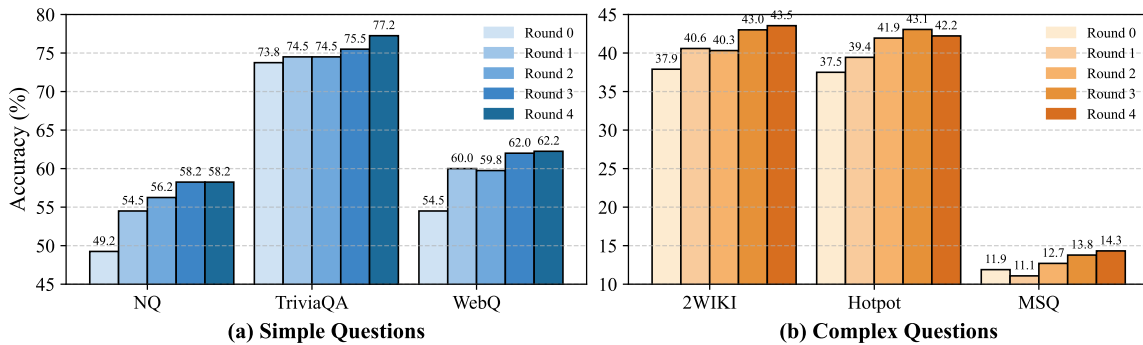 Accuracy (%)
80
75
70
65
60
55
50
45
49.2
54.5
56.2
58.2
58.2
73.8
74.5
74.5
75.5
77.2
54.5
60.0
59.8
62.0
62.2
Round 0
Round 1
Round 2
Round 3
Round 4
NQ
TriviaQA
WebQ
(a) Simple Questions
45
40
35
30
25
20
15
10
37.9
40.6
40.3
43.0
43.5
37.5
39.4
41.9
43.1
42.2
11.9
11.1
12.7
13.8
14.3
Round 0
Round 1
Round 2
Round 3
Round 4
2WIKI
Hotpot
MSQ
(b) Complex Questions